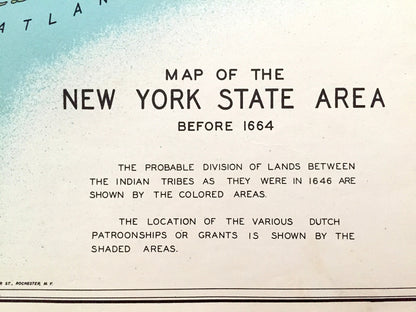 ATLAN
MAP OF THE
NEW YORK STATE AREA
BEFORE 1664
THE PROBABLE DIVISION OF LANDS BETWEEN
THE INDIAN TRIBES AS THEY WERE IN 1646 ARE
SHOWN BY THE COLORED AREAS.
THE LOCATION OF THE VARIOUS DUTCH
PATROONSHIPS OR GRANTS IS SHOWN BY THE
SHADED AREAS.
ST., ROCHESTER, N.Y.